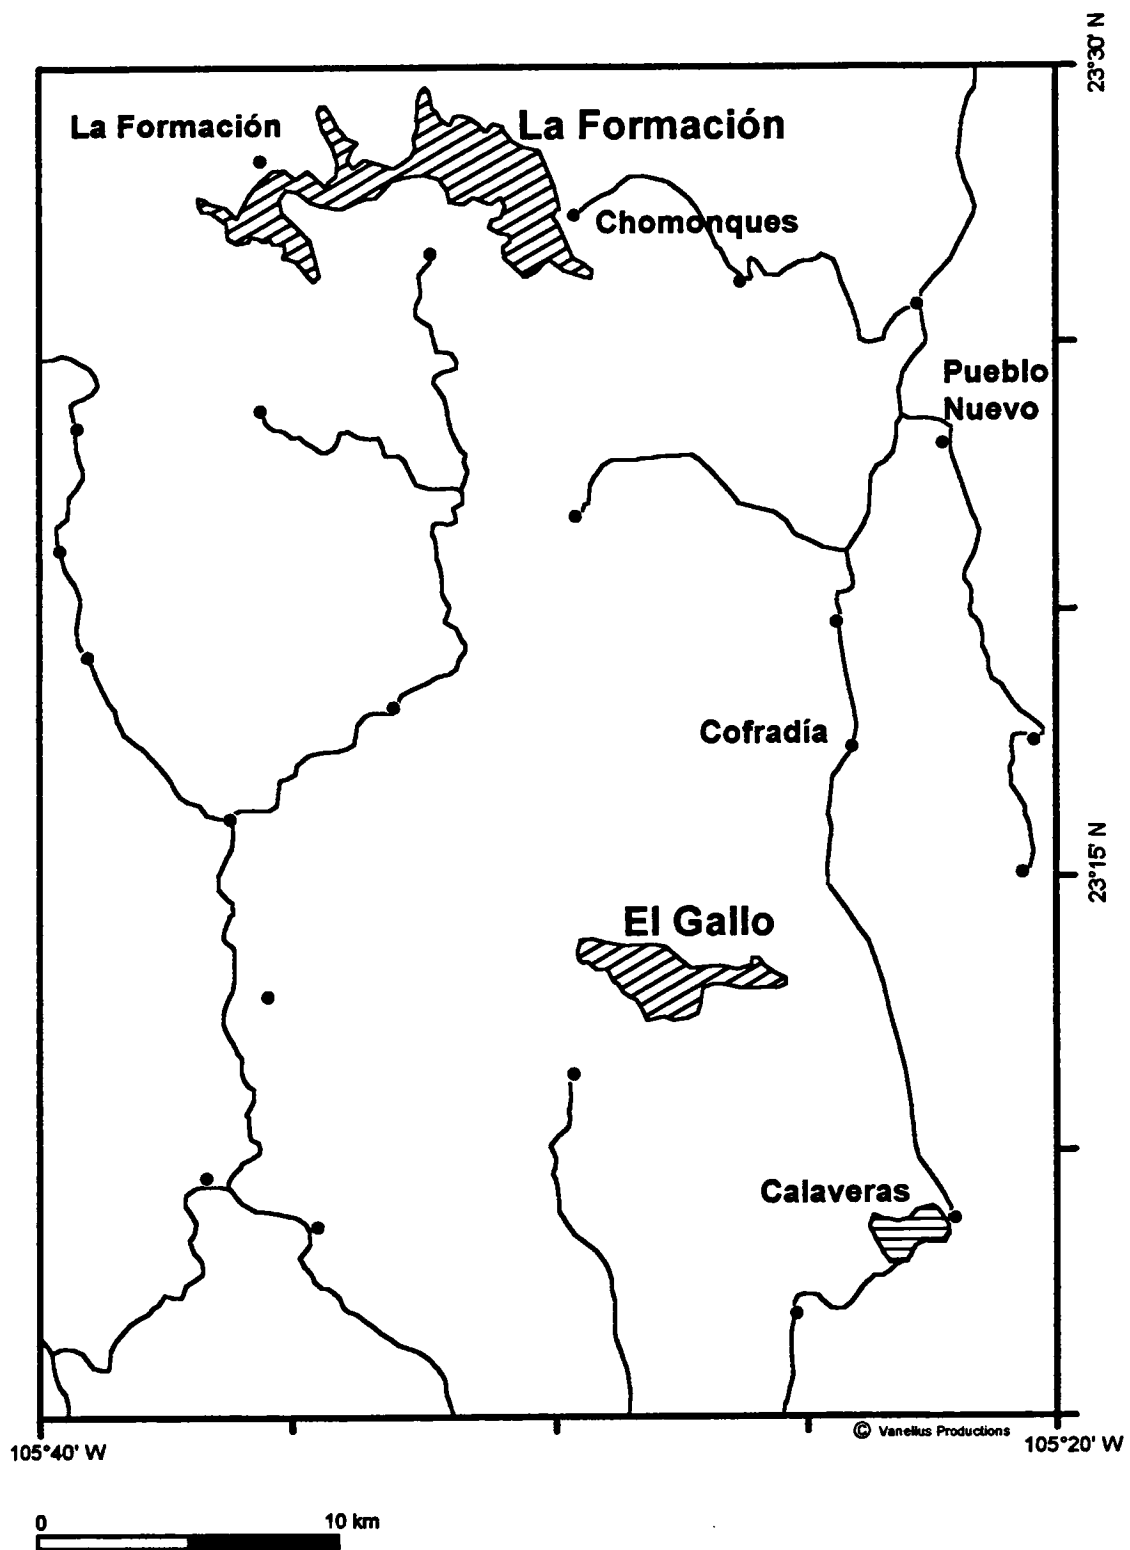 23°30' N
La Formación
La Formación
Chomonques
Pueblo
Nuevo
Cofradía
23°15' N
El Gallo
Calaveras
© Vanellus Productions
105°40' W
105°20' W
0
10 km